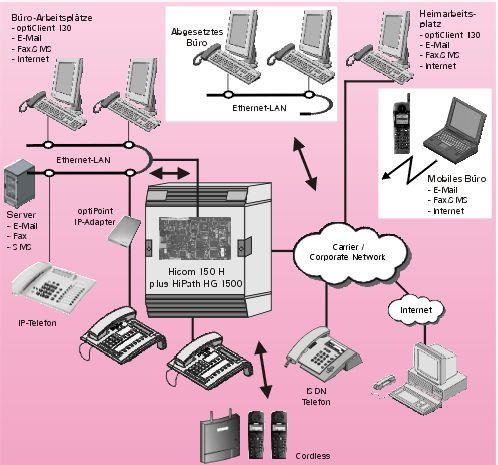 Büro-Arbeitsplätze
- optiClient 130
- E-Mail
- Fax/SMS
- Internet
Abgesetztes
Büro
Ethernet-LAN
Heimarbeits-
platz
- optiClient 130
- E-Mail
- Fax/SMS
- Internet
Mobiles Büro
- E-Mail
- Fax/SMS
- Internet
Ethernet-LAN
Server
- E-Mail
- Fax
- SMS
optiPoint
IP-Adapter
Hicom 150 H
plus HiPath HG 1500
Carrier /
Corporate Network
Internet
IP-Telefon
ISDN
Telefon
Cordless